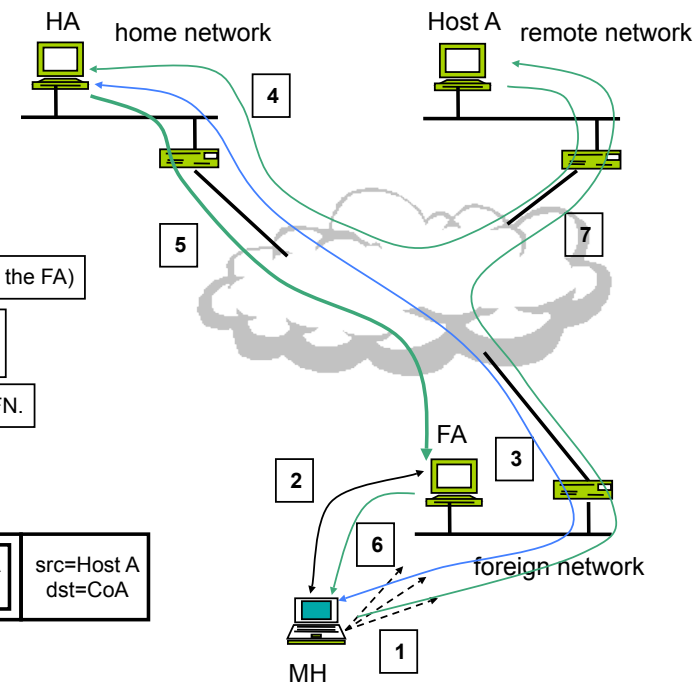 HA
home network
Host A
remote network
4
5
7
the FA)
FN.
FA
3
2
6
src=Host A
dst=CoA
foreign network
1
MH